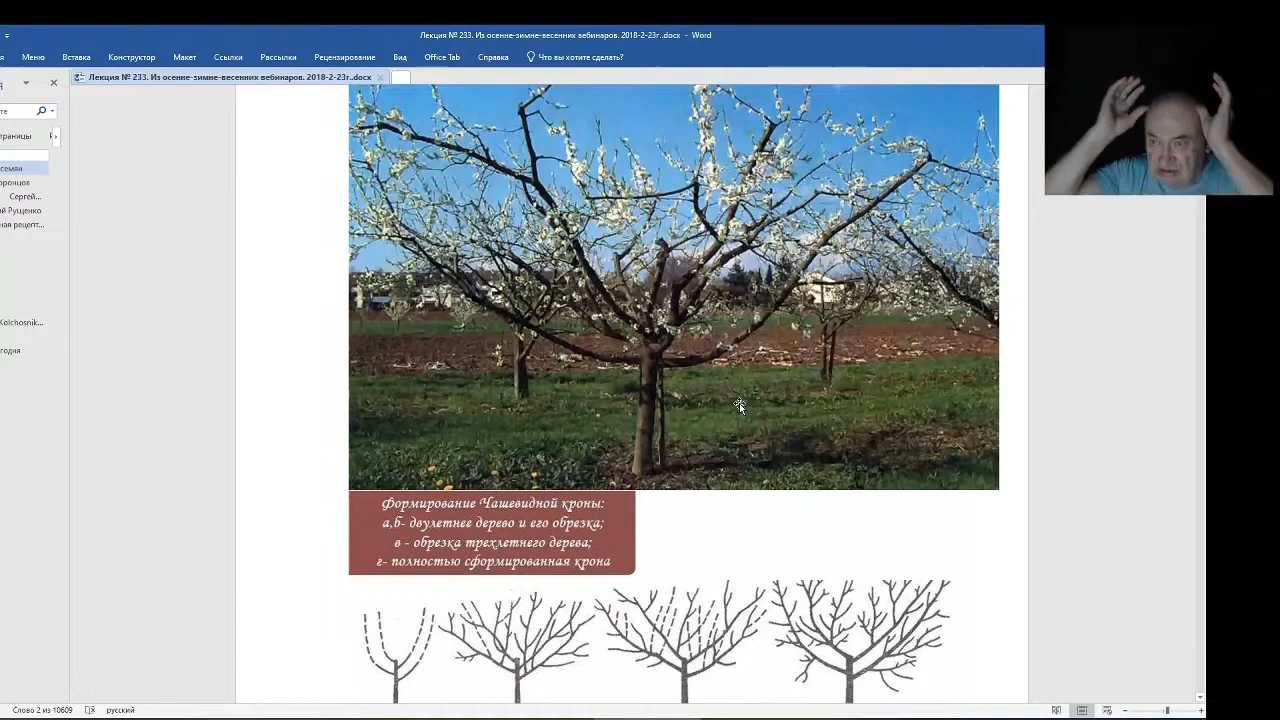 Лекция № 233. Из осенне-зимне-весенних вебинаров. 2018-2-23г..docx - Word
Меню Вставка Конструктор Макет Ссылки Рассылки Рецензирование Вид Office Tab Справка Что вы хотите сделать?
Лекция № 233. Из осенне-зимне-весенних вебинаров. 2018-2-23г..docx
Формирование Чашевидной кроны:
а,б- двулетнее дерево и его обрезка;
в - обрезка трехлетнего дерева;
г- полностью сформированная крона
семян
Сергей...
Kolchosnik...
Слово 2 из 10609 русский